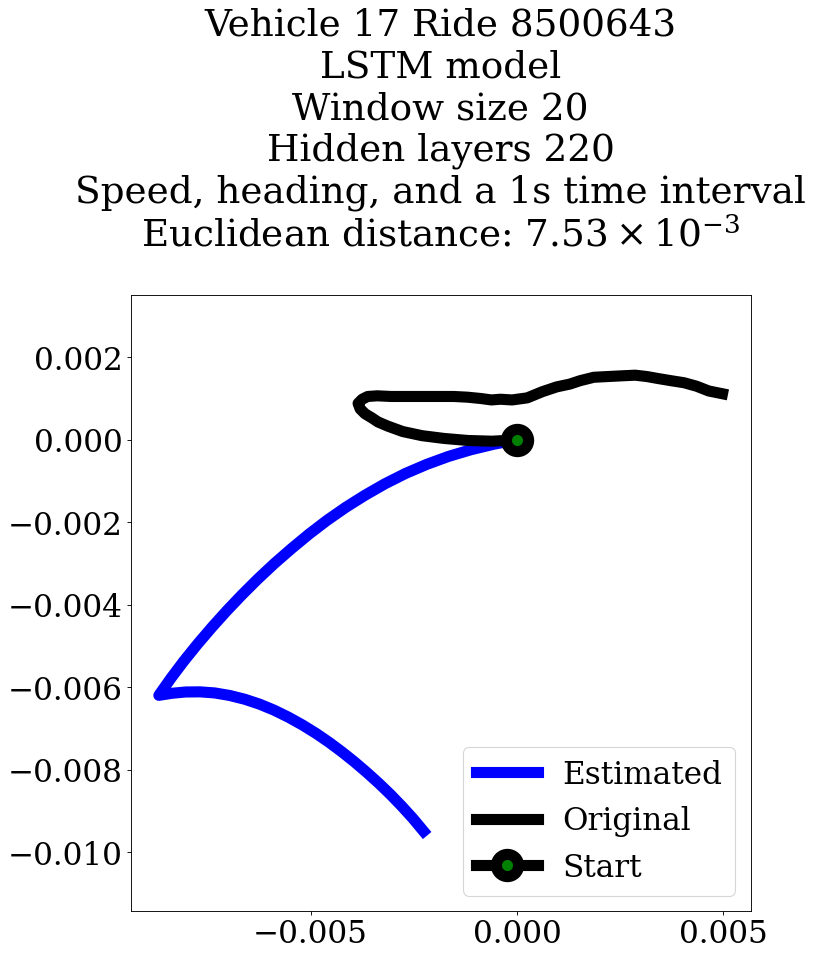 Vehicle 17 Ride 8500643
LSTM model
Window size 20
Hidden layers 220
Speed, heading, and a 1s time interval
Euclidean distance: 7.53 × 10⁻³
0.002
0.000
−0.002
−0.004
−0.006
−0.008
−0.010
Estimated
Original
Start
−0.005
0.000
0.005